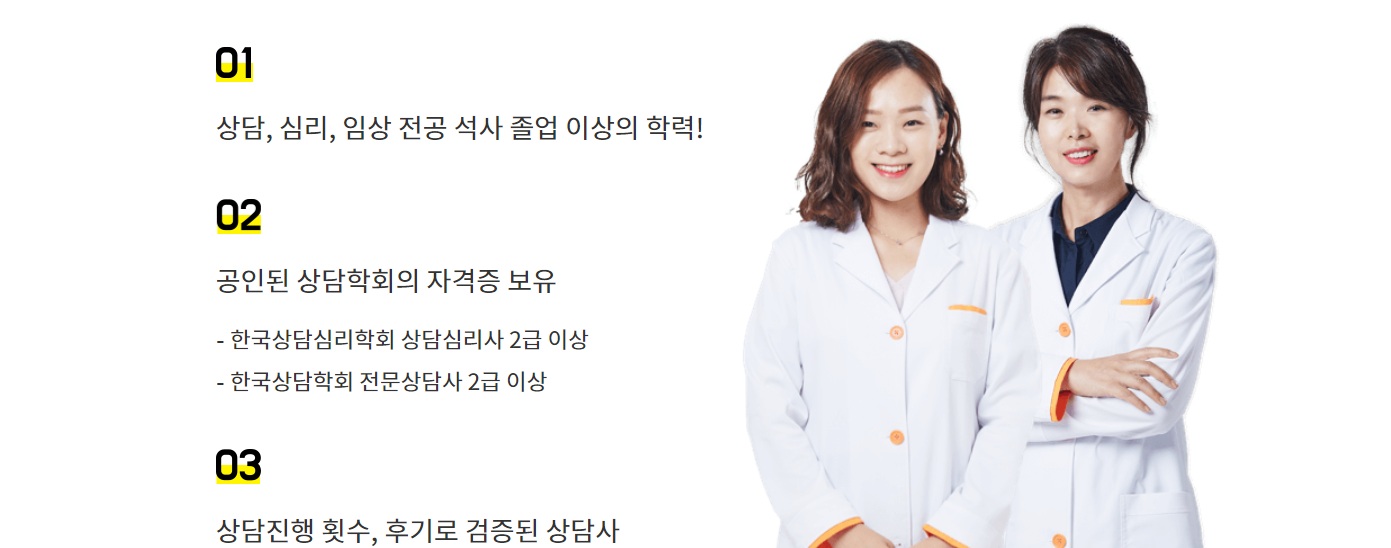 01
상담, 심리, 임상 전공 석사 졸업 이상의 학력!
02
공인된 상담학회의 자격증 보유
- 한국상담심리학회 상담심리사 2급 이상
- 한국상담학회 전문상담사 2급 이상
03
상담진행 횟수, 후기로 검증된 상담사